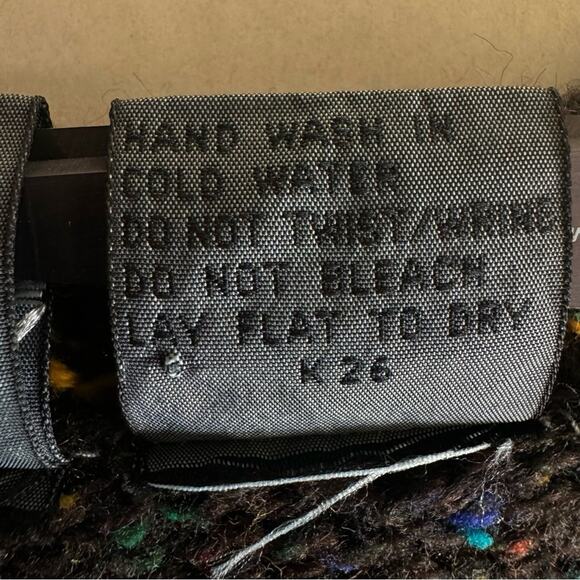 HAND WASH IN
COLD WATER
DO NOT TWIST/WRING
DO NOT BLEACH
LAY FLAT TO DRY
K 26